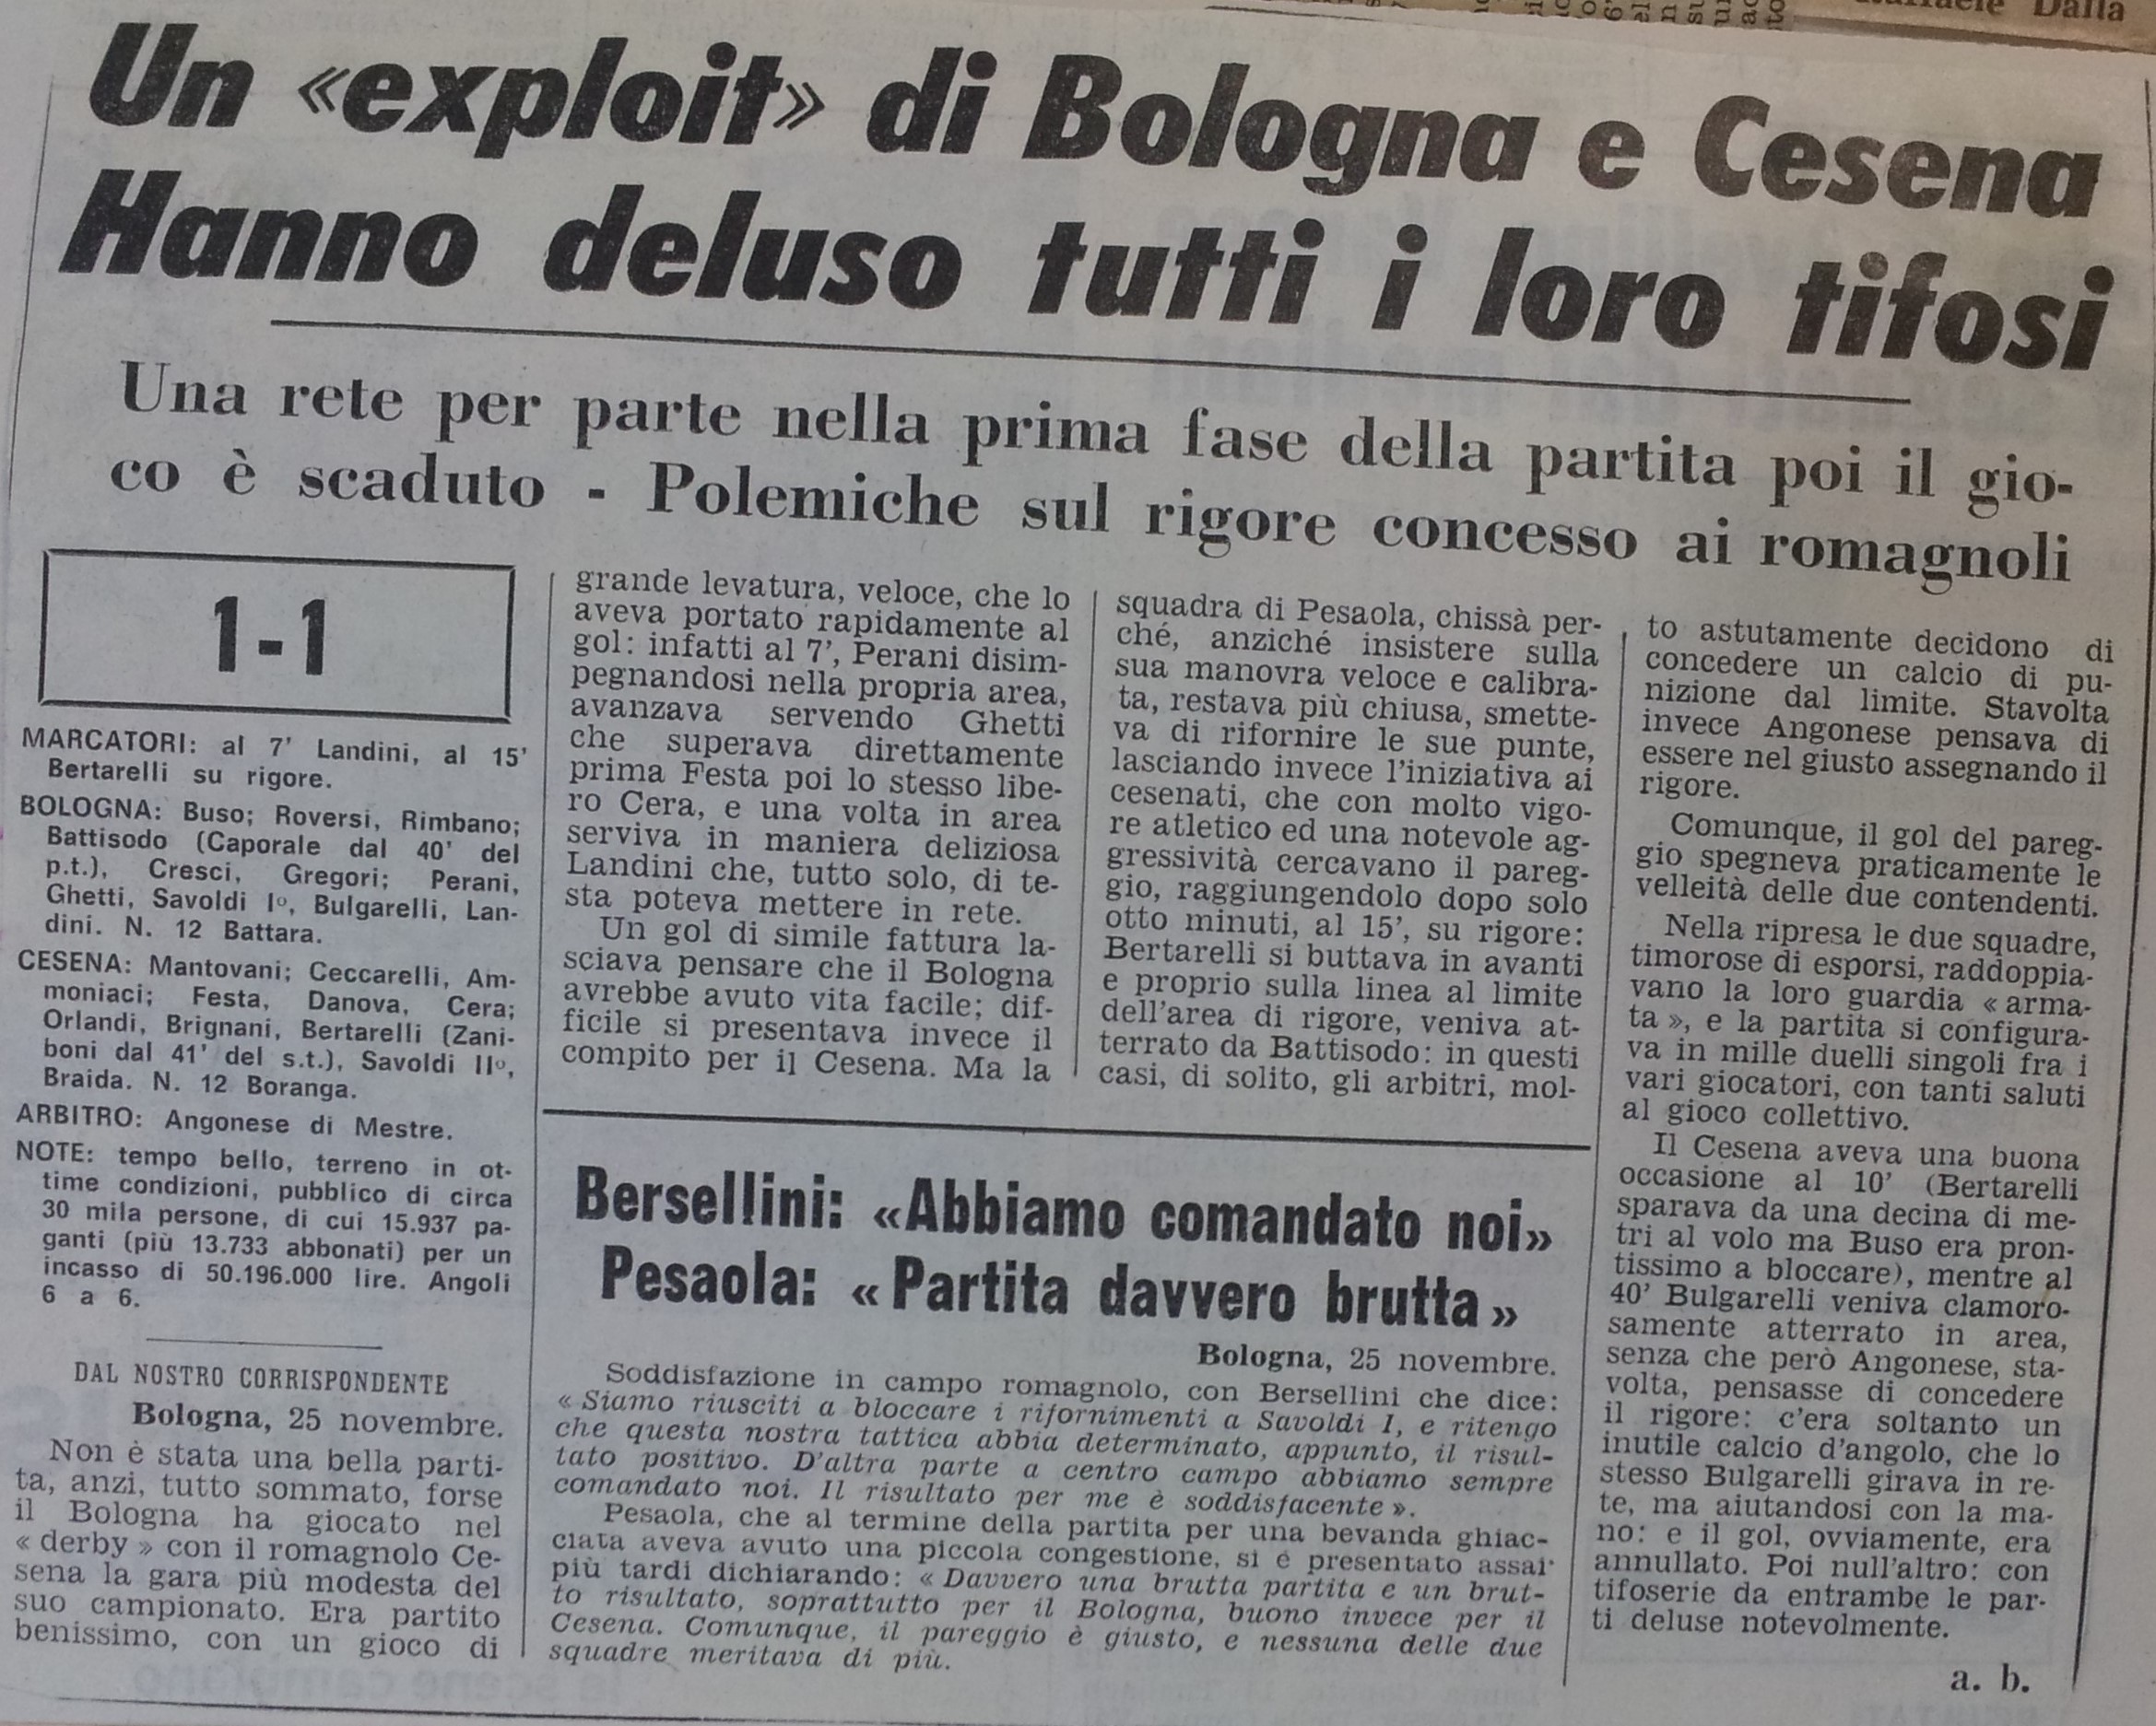 raffaele Dalla
Un «exploit» di Bologna e Cesena
Hanno deluso tutti i loro tifosi
Una rete per parte nella prima fase della partita poi il gio-
co è scaduto - Polemiche sul rigore concesso ai romagnoli
1-1
MARCATORI: al 7' Landini, al 15'
Bertarelli su rigore.
BOLOGNA: Buso; Roversi, Rimbano;
Battisodo (Caporale dal 40' del
p.t.), Cresci, Gregori; Perani,
Ghetti, Savoldi Iº, Bulgarelli, Lan-
dini. N. 12 Battara.
CESENA: Mantovani; Ceccarelli, Am-
moniaci; Festa, Danova, Cera;
Orlandi, Brignani, Bertarelli (Zani-
boni dal 41' del s.t.), Savoldi IIº,
Braida. N. 12 Boranga.
ARBITRO: Angonese di Mestre.
NOTE: tempo bello, terreno in ot-
time condizioni, pubblico di circa
30 mila persone, di cui 15.937 pa-
ganti (più 13.733 abbonati) per un
incasso di 50.196.000 lire. Angoli
6 a 6.
DAL NOSTRO CORRISPONDENTE
Bologna, 25 novembre.
Non è stata una bella parti-
ta, anzi, tutto sommato, forse
il Bologna ha giocato nel
« derby » con il romagnolo Ce-
sena la gara più modesta del
suo campionato. Era partito
benissimo, con un gioco di
grande levatura, veloce, che lo
aveva portato rapidamente al
gol: infatti al 7', Perani disim-
pegnandosi nella propria area,
avanzava servendo Ghetti
che superava direttamente
prima Festa poi lo stesso libe-
ro Cera, e una volta in area
serviva in maniera deliziosa
Landini che, tutto solo, di te-
sta poteva mettere in rete.
Un gol di simile fattura la-
sciava pensare che il Bologna
avrebbe avuto vita facile; dif-
ficile si presentava invece il
compito per il Cesena. Ma la
squadra di Pesaola, chissà per-
ché, anziché insistere sulla
sua manovra veloce e calibra-
ta, restava più chiusa, smette-
va di rifornire le sue punte,
lasciando invece l'iniziativa ai
cesenati, che con molto vigo-
re atletico ed una notevole ag-
gressività cercavano il pareg-
gio, raggiungendolo dopo solo
otto minuti, al 15', su rigore:
Bertarelli si buttava in avanti
e proprio sulla linea al limite
dell'area di rigore, veniva at-
terrato da Battisodo: in questi
casi, di solito, gli arbitri, mol-
to astutamente decidono di
concedere un calcio di pu-
nizione dal limite. Stavolta
invece Angonese pensava di
essere nel giusto assegnando il
rigore.
Comunque, il gol del pareg-
gio spegneva praticamente le
velleità delle due contendenti.
Nella ripresa le due squadre,
timorose di esporsi, raddoppia-
vano la loro guardia « arma-
ta », e la partita si configura-
va in mille duelli singoli fra i
vari giocatori, con tanti saluti
al gioco collettivo.
Il Cesena aveva una buona
occasione al 10' (Bertarelli
sparava da una decina di me-
tri al volo ma Buso era pron-
tissimo a bloccare), mentre al
40' Bulgarelli veniva clamoro-
samente atterrato in area,
senza che però Angonese, sta-
volta, pensasse di concedere
il rigore: c'era soltanto un
inutile calcio d'angolo, che lo
stesso Bulgarelli girava in re-
te, ma aiutandosi con la ma-
no: e il gol, ovviamente, era
annullato. Poi null'altro: con
tifoserie da entrambe le par-
ti deluse notevolmente.
a. b.
Bersellini: «Abbiamo comandato noi»
Pesaola: «Partita davvero brutta»
Bologna, 25 novembre.
Soddisfazione in campo romagnolo, con Bersellini che dice:
« Siamo riusciti a bloccare i rifornimenti a Savoldi I, e ritengo
che questa nostra tattica abbia determinato, appunto, il risul-
tato positivo. D'altra parte a centro campo abbiamo sempre
comandato noi. Il risultato per me è soddisfacente ».
Pesaola, che al termine della partita per una bevanda ghiac-
ciata aveva avuto una piccola congestione, si è presentato assai
più tardi dichiarando: « Davvero una brutta partita e un brut-
to risultato, soprattutto per il Bologna, buono invece per il
Cesena. Comunque, il pareggio è giusto, e nessuna delle due
squadre meritava di più.